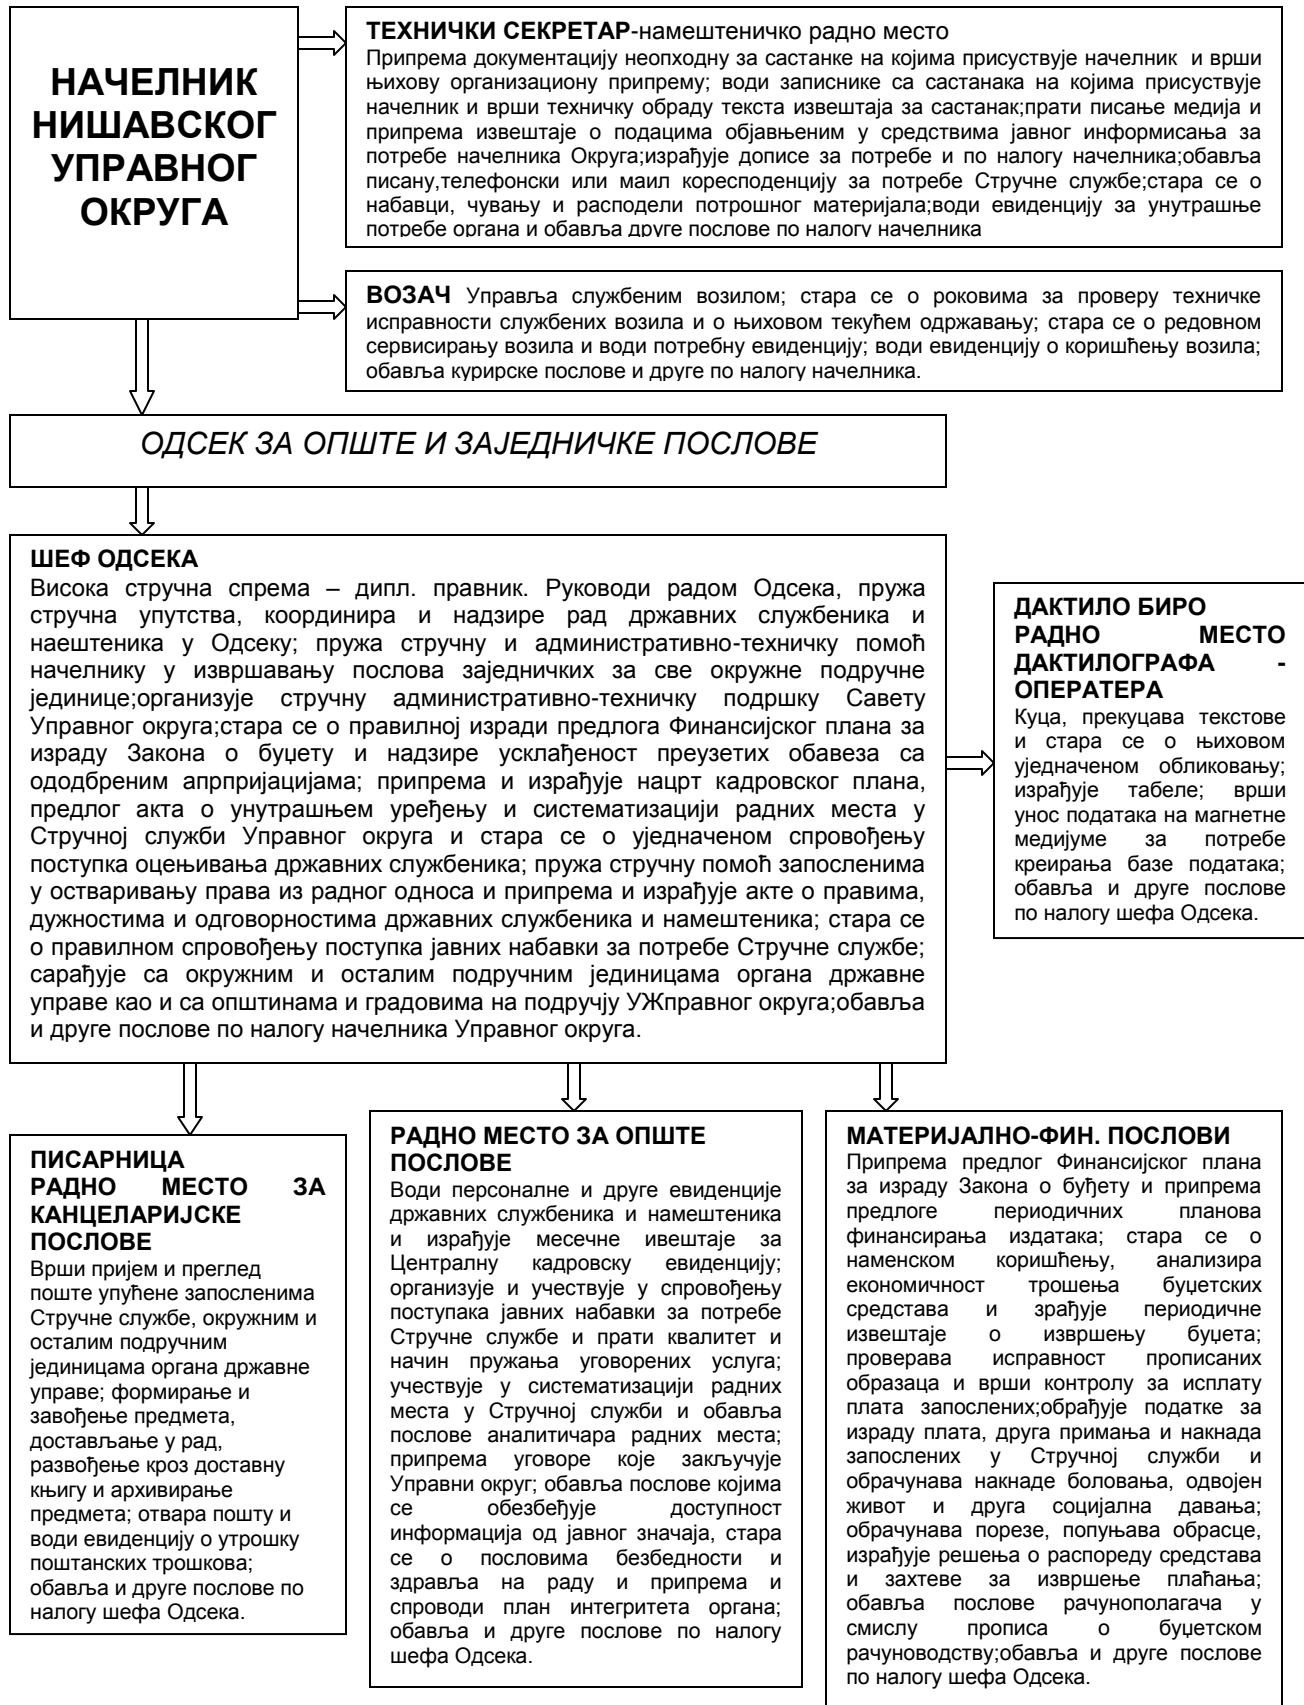 НАЧЕЛНИК
НИШАВСКОГ
УПРАВНОГ
ОКРУГА
ТЕХНИЧКИ СЕКРЕТАР-намештеничко радно место
Припрема документацију неопходну за састанке на којима присуствује начелник и врши
њихову организациону припрему; води записнике са састанака на којима присуствује
начелник и врши техничку обраду текста извештаја за састанак;прати писање медија и
припрема извештаје о подацима објавњеним у средствима јавног информисања за
потребе начелника Округа;израђује дописе за потребе и по налогу начелника;обавља
писану,телефонски или маил коресподенцију за потребе Стручне службе;стара се о
набавци, чувању и расподели потрошног материјала;води евиденцију за унутрашње
потребе органа и обавља друге послове по налогу начелника
ВОЗАЧ Управља службеним возилом; стара се о роковима за проверу техничке
исправности службених возила и о њиховом текућем одржавању; стара се о редовном
сервисирању возила и води потребну евиденцију; води евиденцију о коришћењу возила;
обавља курирске послове и друге по налогу начелника.
ОДСЕК ЗА ОПШТЕ И ЗАЈЕДНИЧКЕ ПОСЛОВЕ
ШЕФ ОДСЕКА
Висока стручна спрема – дипл. правник. Руководи радом Одсека, пружа
стручна упутства, координира и надзире рад државних службеника и
наештеника у Одсеку; пружа стручну и административно-техничку помоћ
начелнику у извршавању послова заједничких за све окружне подручне
јединице;организује стручну административно-техничку подршку Савету
Управног округа;стара се о правилној изради предлога Финансијског плана за
израду Закона о буџету и надзире усклађеност преузетих обавеза са
ододбреним апрпријацијама; припрема и израђује нацрт кадровског плана,
предлог акта о унутрашњем уређењу и систематизацији радних места у
Стручној служби Управног округа и стара се о уједначеном спровођењу
поступка оцењивања државних службеника; пружа стручну помоћ запосленима
у остваривању права из радног односа и припрема и израђује акте о правима,
дужностима и одговорностима државних службеника и намештеника; стара се
о правилном спровођењу поступка јавних набавки за потребе Стручне службе;
сарађује са окружним и осталим подручним јединицама органа државне
управе као и са општинама и градовима на подручју УЖправног округа;обавља
и друге послове по налогу начелника Управног округа.
ДАКТИЛО БИРО
РАДНО МЕСТО
ДАКТИЛОГРАФА -
ОПЕРАТЕРА
Куца, прекуцава текстове
и стара се о њиховом
уједначеном обликовању;
израђује табеле; врши
унос података на магнетне
медијуме за потребе
креирања базе података;
обавља и друге послове
по налогу шефа Одсека.
ПИСАРНИЦА
РАДНО МЕСТО ЗА
КАНЦЕЛАРИЈСКЕ
ПОСЛОВЕ
Врши пријем и преглед
поште упућене запосленима
Стручне службе, окружним и
осталим подручним
јединицама органа државне
управе; формирање и
завођење предмета,
достављање у рад,
развођење кроз доставну
књигу и архивирање
предмета; отвара пошту и
води евиденцију о утрошку
поштанских трошкова;
обавља и друге послове по
налогу шефа Одсека.
РАДНО МЕСТО ЗА ОПШТЕ
ПОСЛОВЕ
Води персоналне и друге евиденције
државних службеника и намештеника
и израђује месечне ивештаје за
Централну кадровску евиденцију;
организује и учествује у спровођењу
поступака јавних набавки за потребе
Стручне службе и прати квалитет и
начин пружања уговорених услуга;
учествује у систематизацији радних
места у Стручној служби и обавља
послове аналитичара радних места;
припрема уговоре које закључује
Управни округ; обавља послове којима
се обезбеђује доступност
информација од јавног значаја, стара
се о пословима безбедности и
здравља на раду и припрема и
спроводи план интегритета органа;
обавља и друге послове по налогу
шефа Одсека.
МАТЕРИЈАЛНО-ФИН. ПОСЛОВИ
Припрема предлог Финансијског плана
за израду Закона о буђету и припрема
предлоге периодичних планова
финансирања издатака; стара се о
наменском коришћењу, анализира
економичност трошења буџетских
средстава и зрађује периодичне
извештаје о извршењу буџета;
проверава исправност прописаних
образаца и врши контролу за исплату
плата запослених;обрађује податке за
израду плата, друга примања и накнада
запослених у Стручној служби и
обрачунава накнаде боловања, одвојен
живот и друга социјална давања;
обрачунава порезе, попуњава обрасце,
израђује решења о распореду средстава
и захтеве за извршење плаћања;
обавља послове рачунополагача у
смислу прописа о буџетском
рачуноводству;обавља и друге послове
по налогу шефа Одсека.